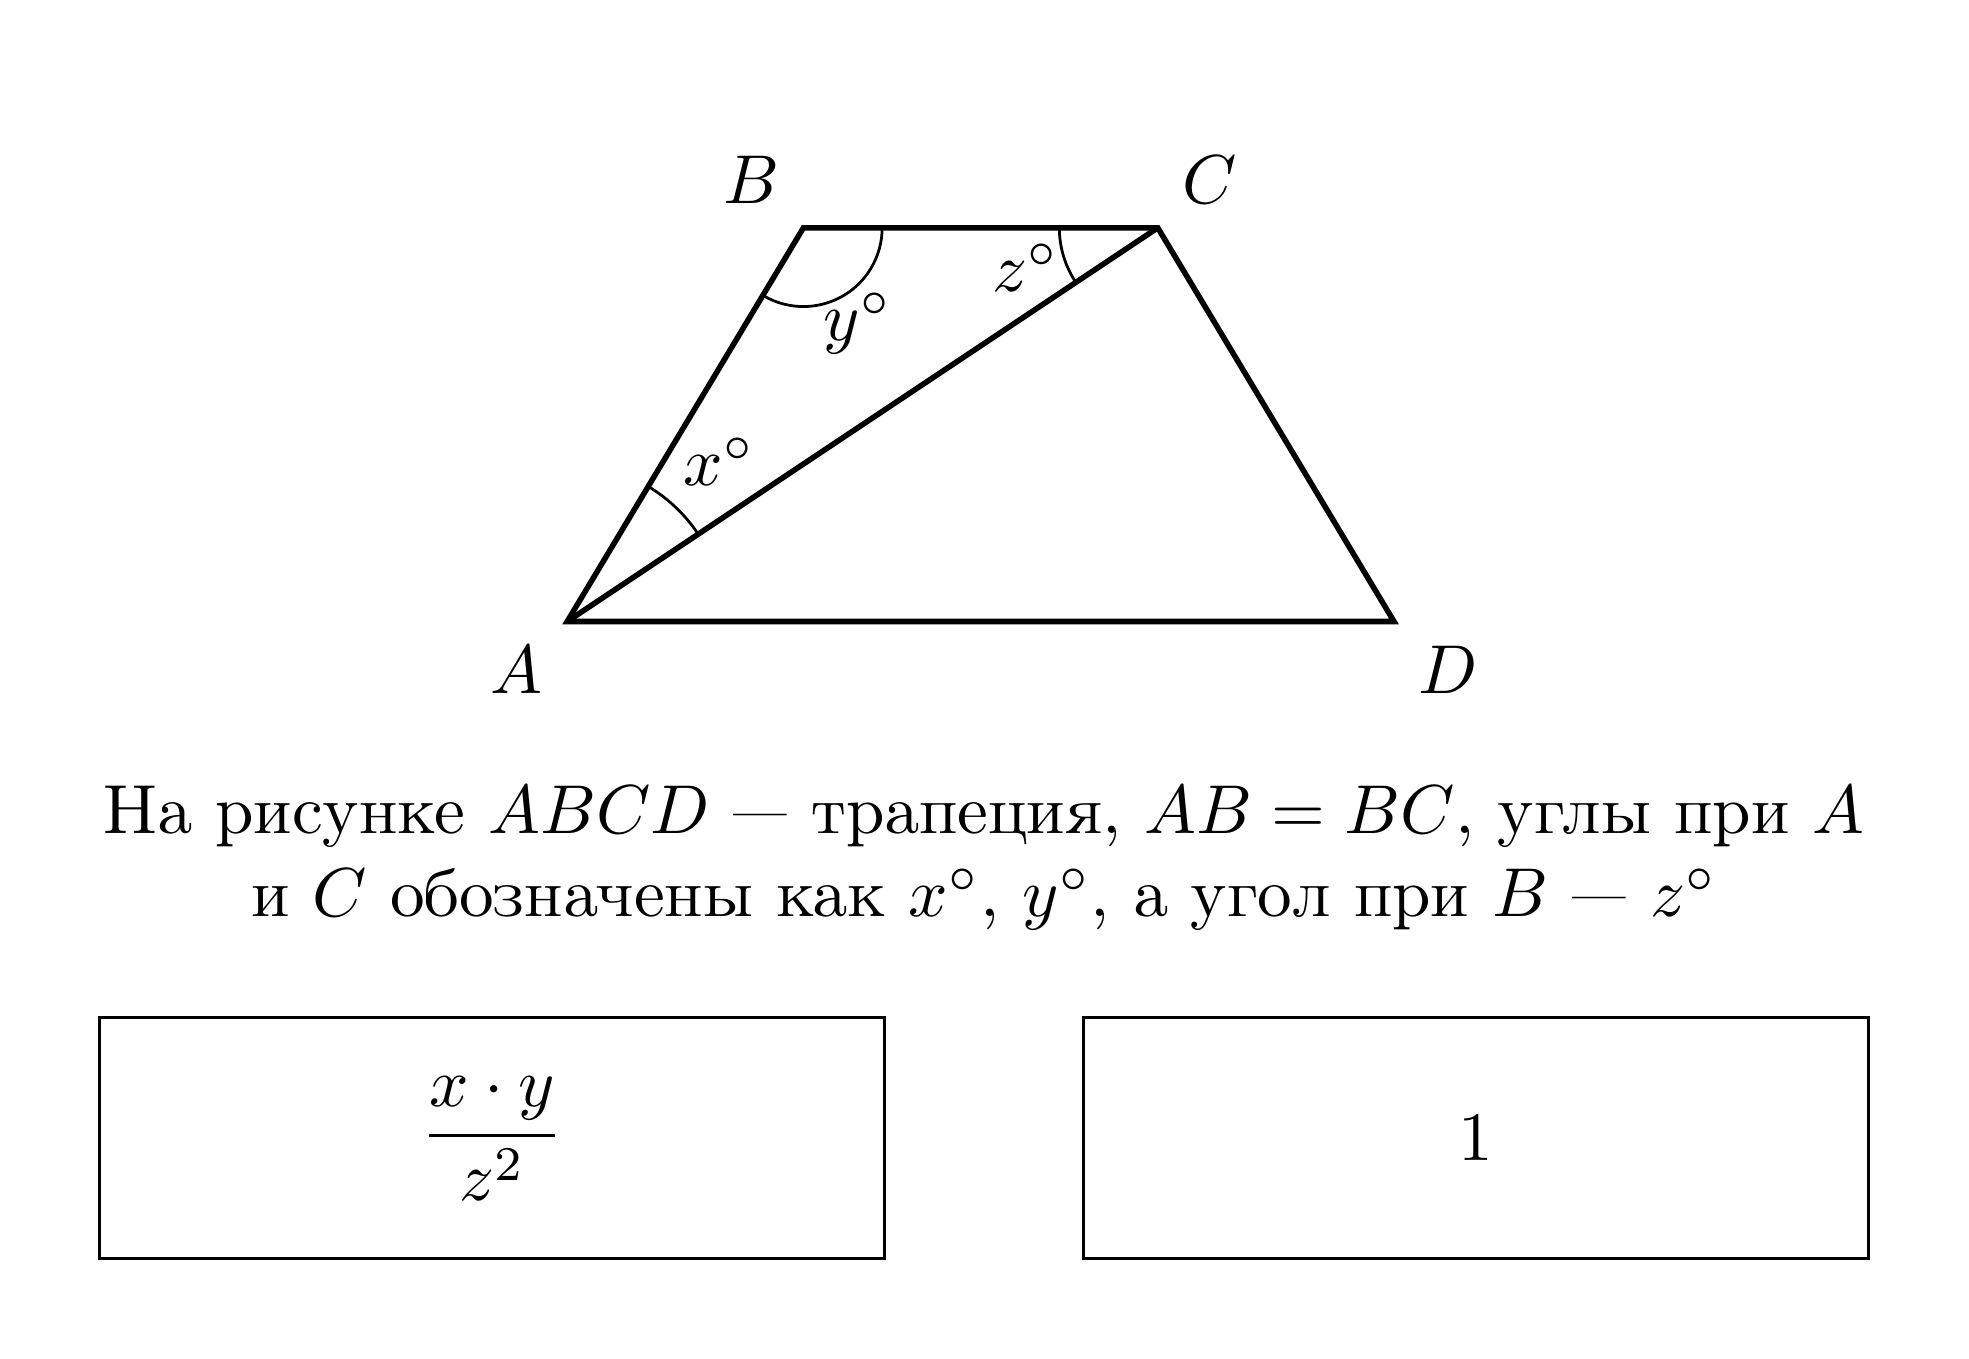 B C
y° z°
x°
A D
На рисунке ABCD — трапеция, AB = BC, углы при A
и C обозначены как x°, y°, а угол при B — z°
x · y
z²
1